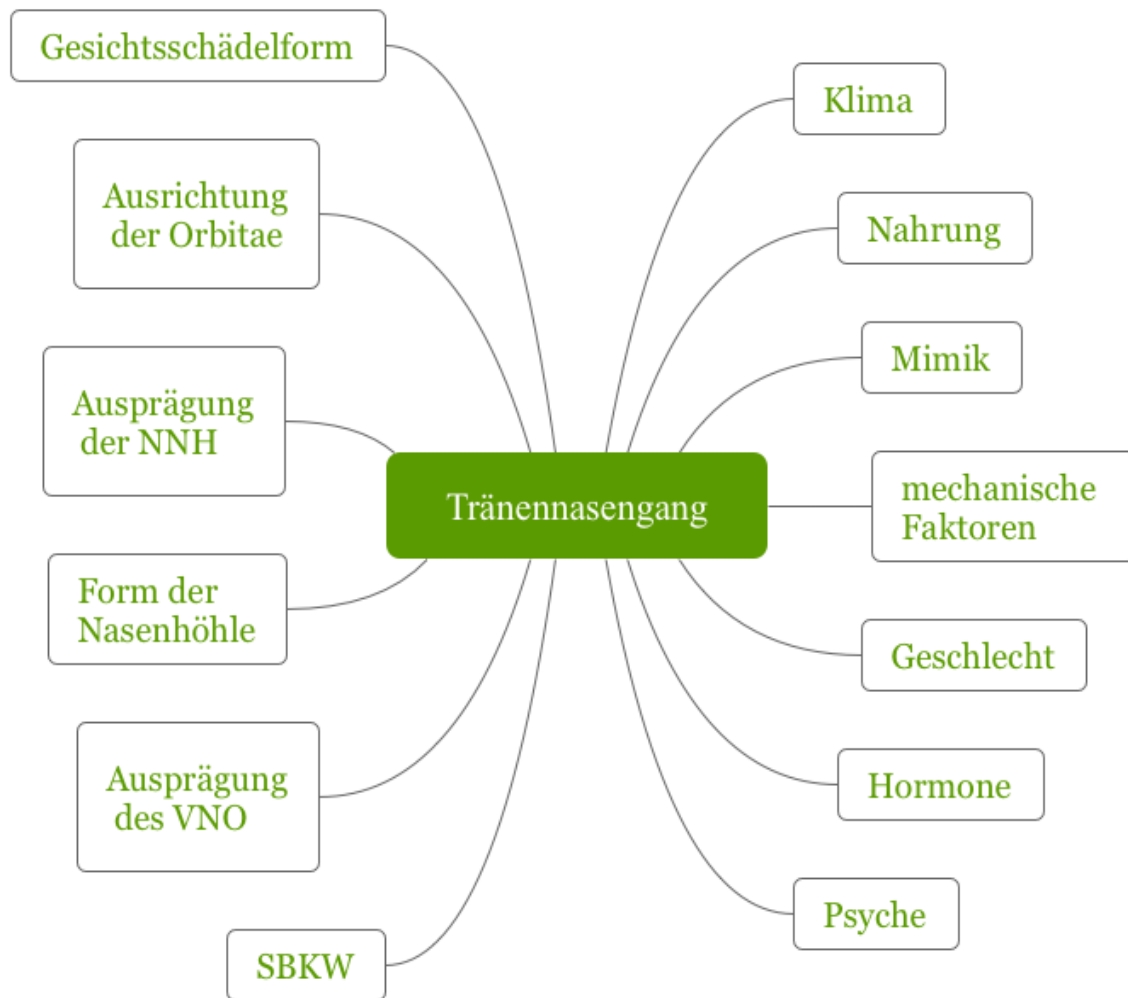 Gesichtsschädelform
Ausrichtung
der Orbitae
Ausprägung
der NNH
Form der
Nasenhöhle
Ausprägung
des VNO
SBKW
Tränennasengang
Klima
Nahrung
Mimik
mechanische
Faktoren
Geschlecht
Hormone
Psyche